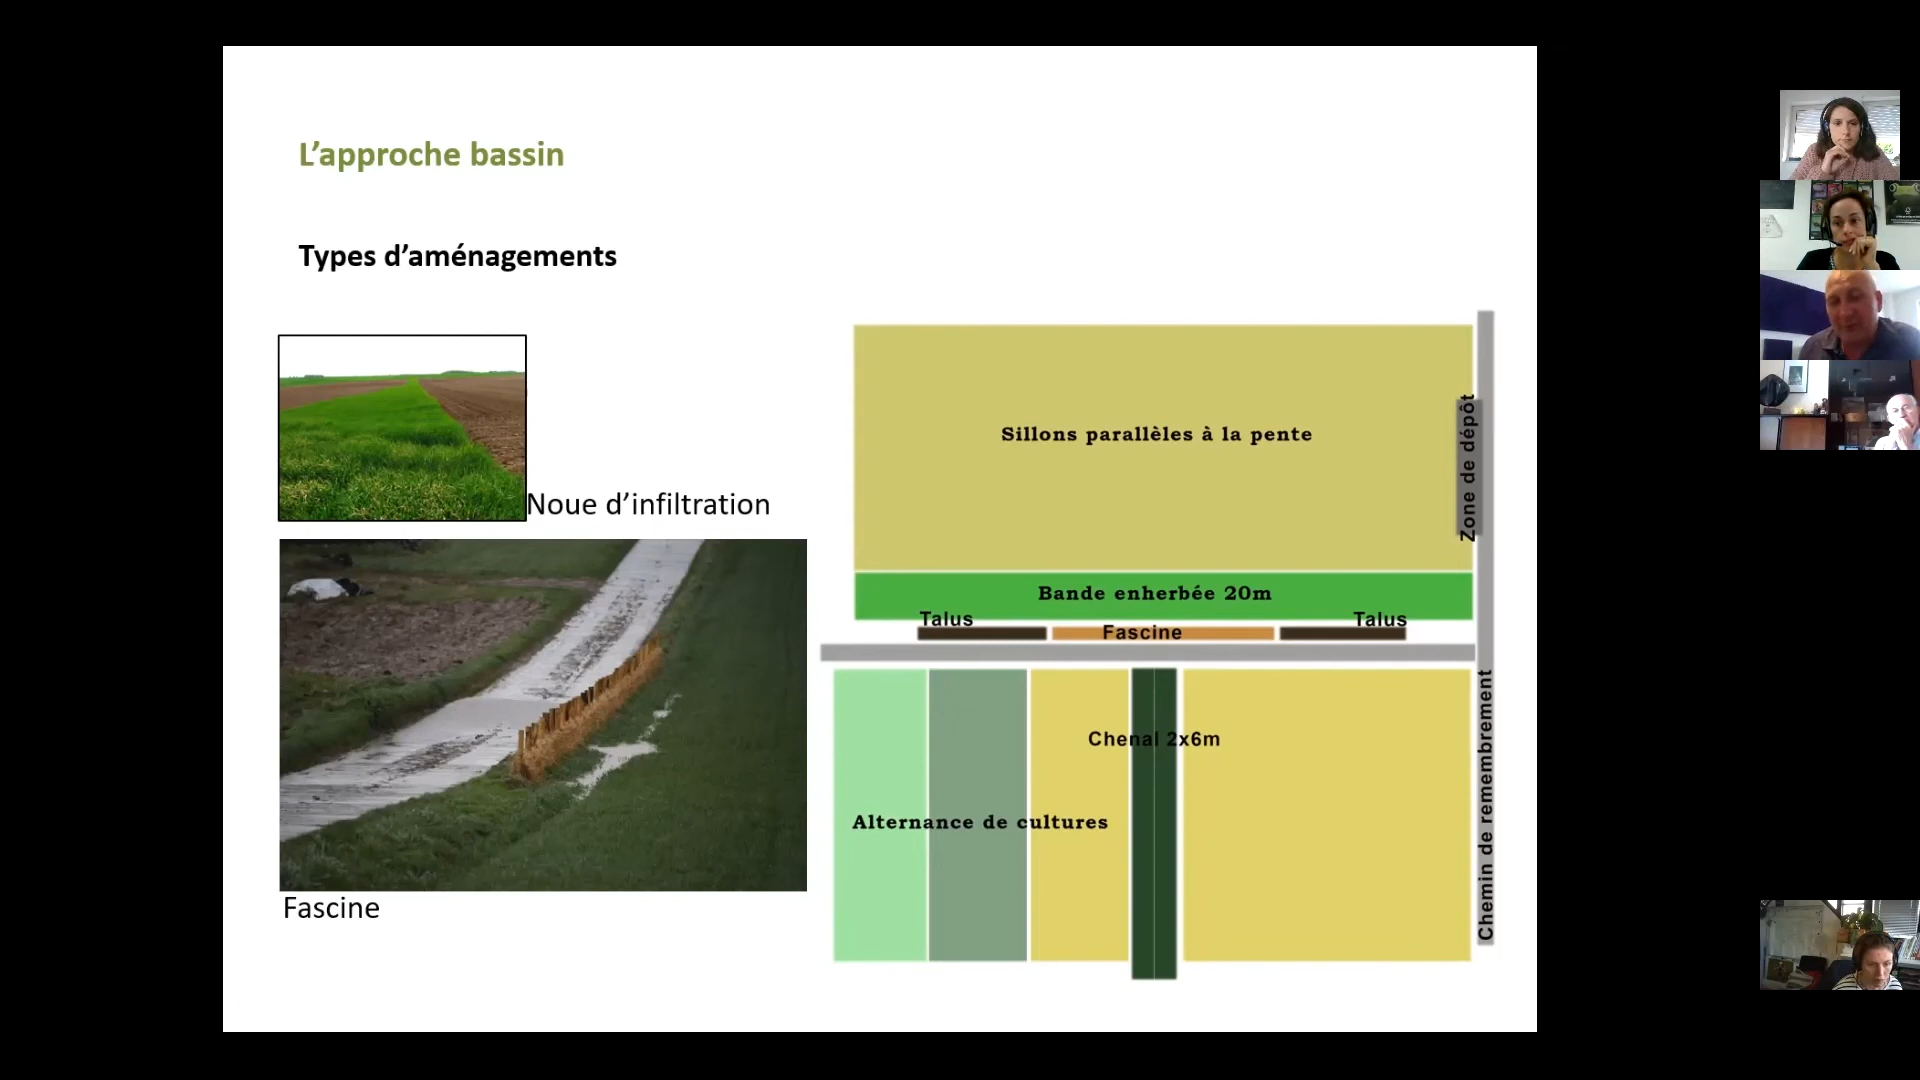 L’approche bassin
Types d’aménagements
Noue d’infiltration
Fascine
Sillons parallèles à la pente
Zone de dépôt
Bande enherbée 20m
Talus
Fascine
Talus
Chenal 2x6m
Alternance de cultures
Chemin de remembrement